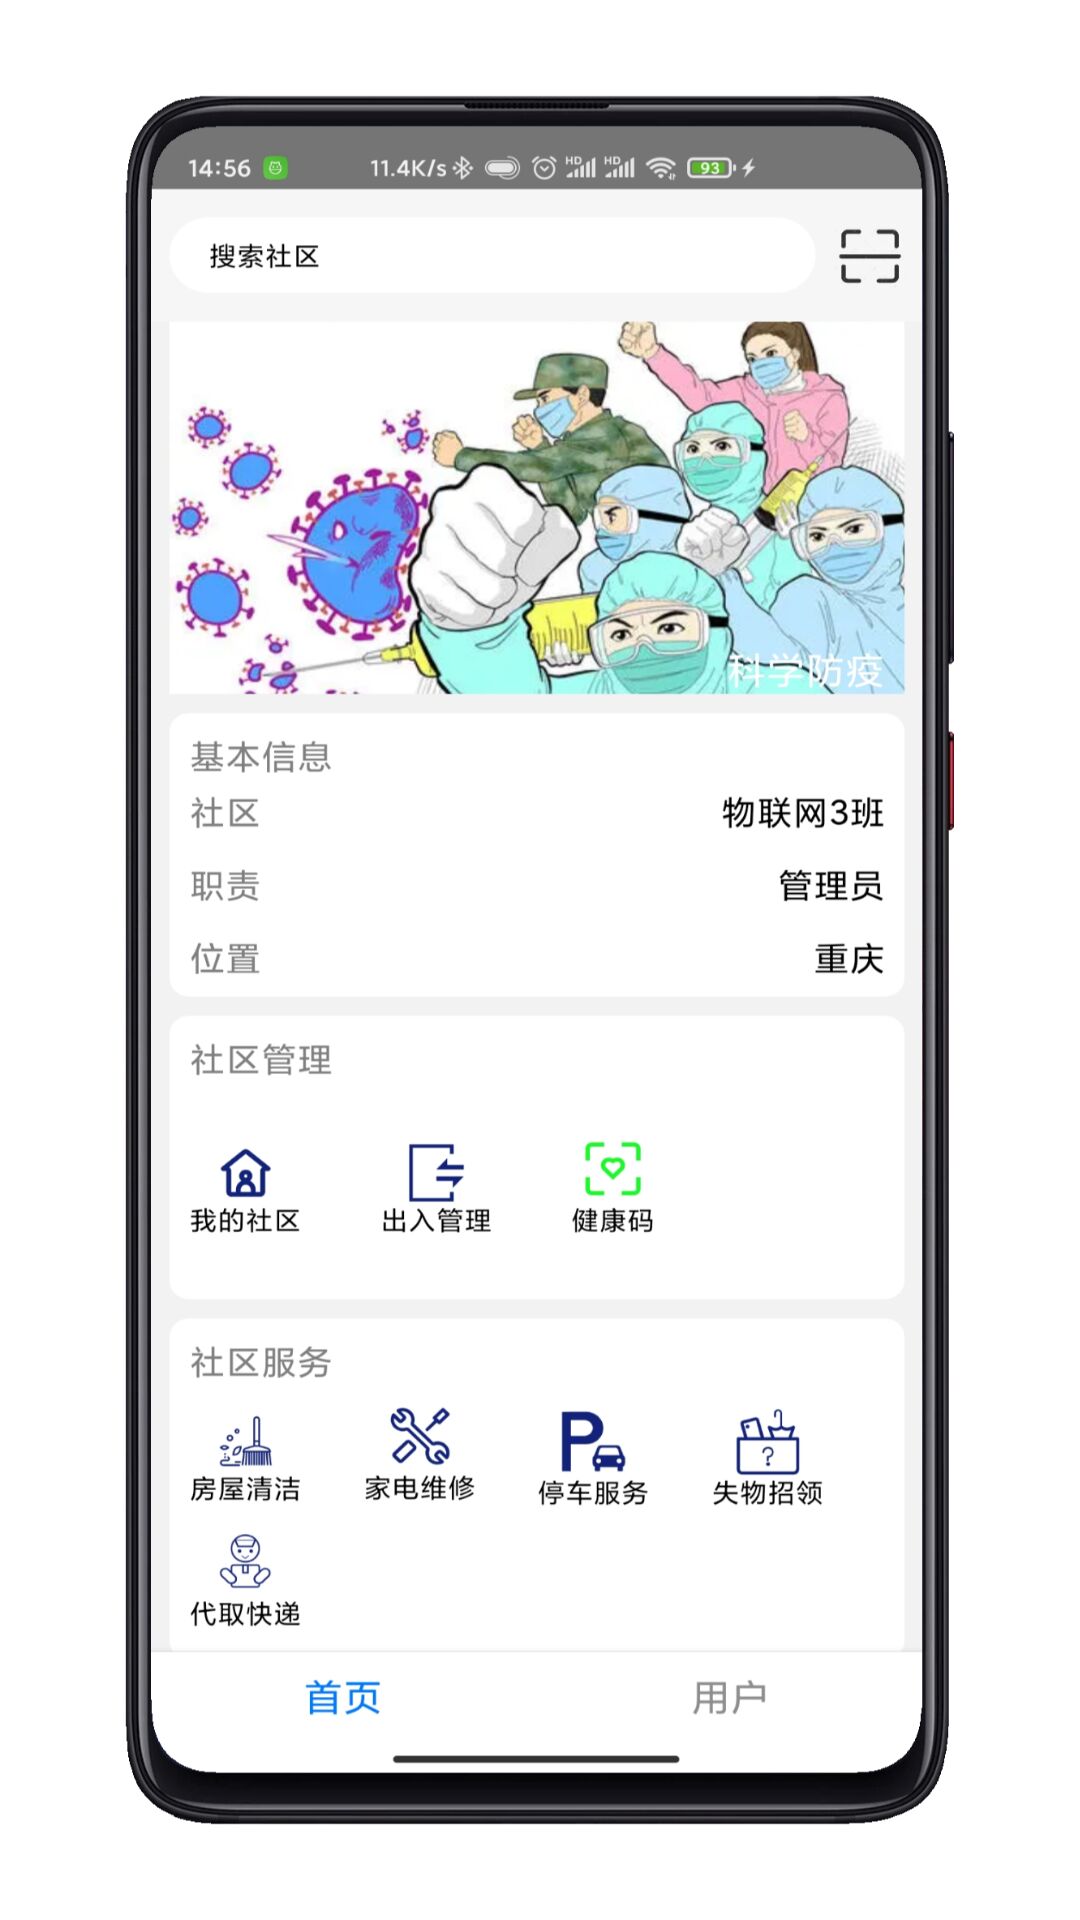 14:56 11.4K/s HD HD 93
搜索社区
科学防疫
基本信息
社区 物联网3班
职责 管理员
位置 重庆
社区管理
我的社区 出入管理 健康码
社区服务
P ?
房屋清洁 家电维修 停车服务 失物招领
代取快递
首页 用户